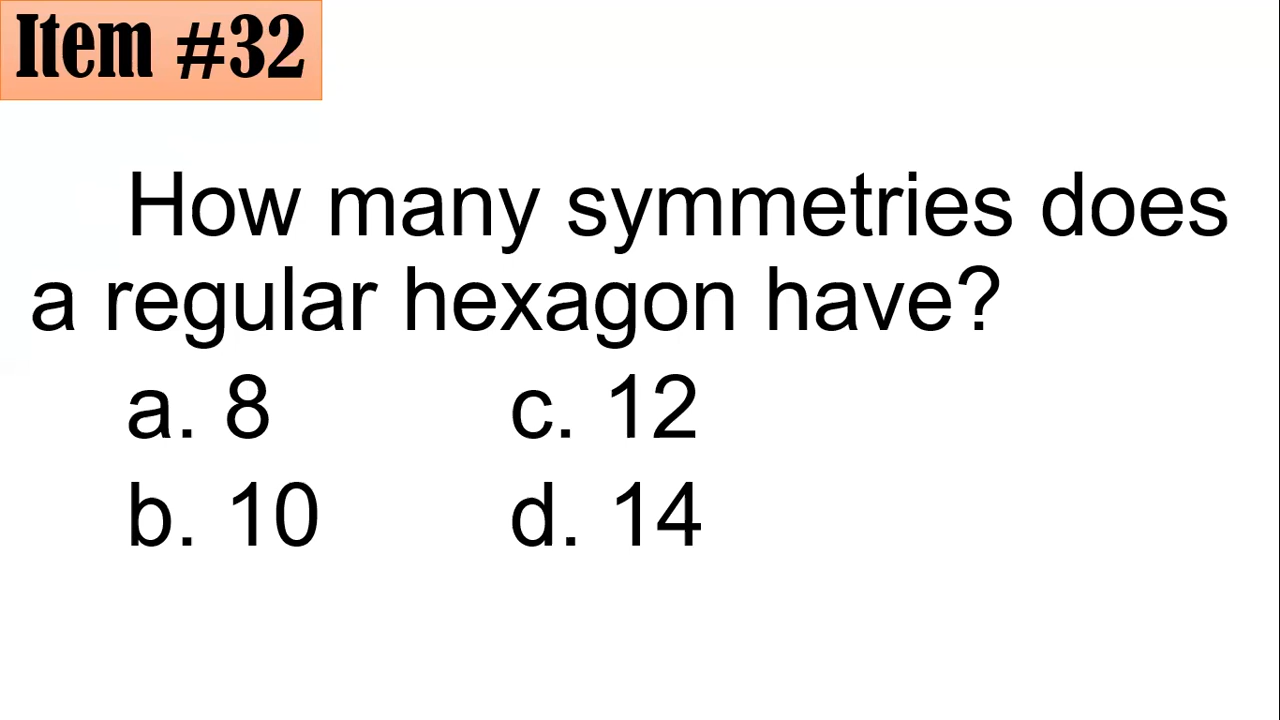 Item #32
How many symmetries does
a regular hexagon have?
a. 8 c. 12
b. 10 d. 14